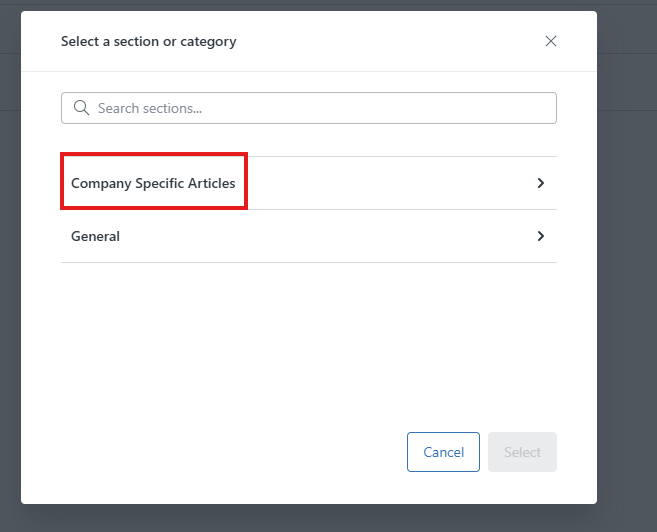 Select a section or category
Search sections...
Company Specific Articles
General
Cancel
Select